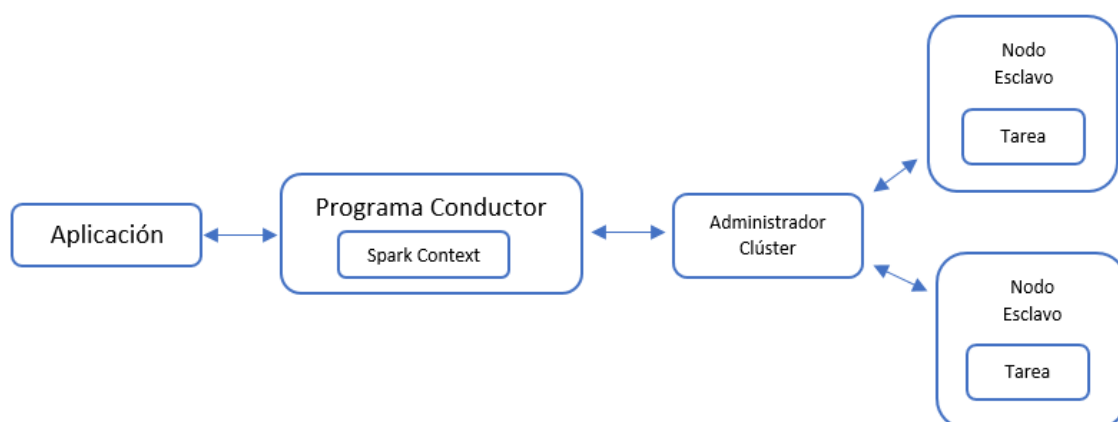 Nodo
Esclavo
Tarea
Programa Conductor
Aplicación
Spark Context
Administrador
Clúster
Nodo
Esclavo
Tarea